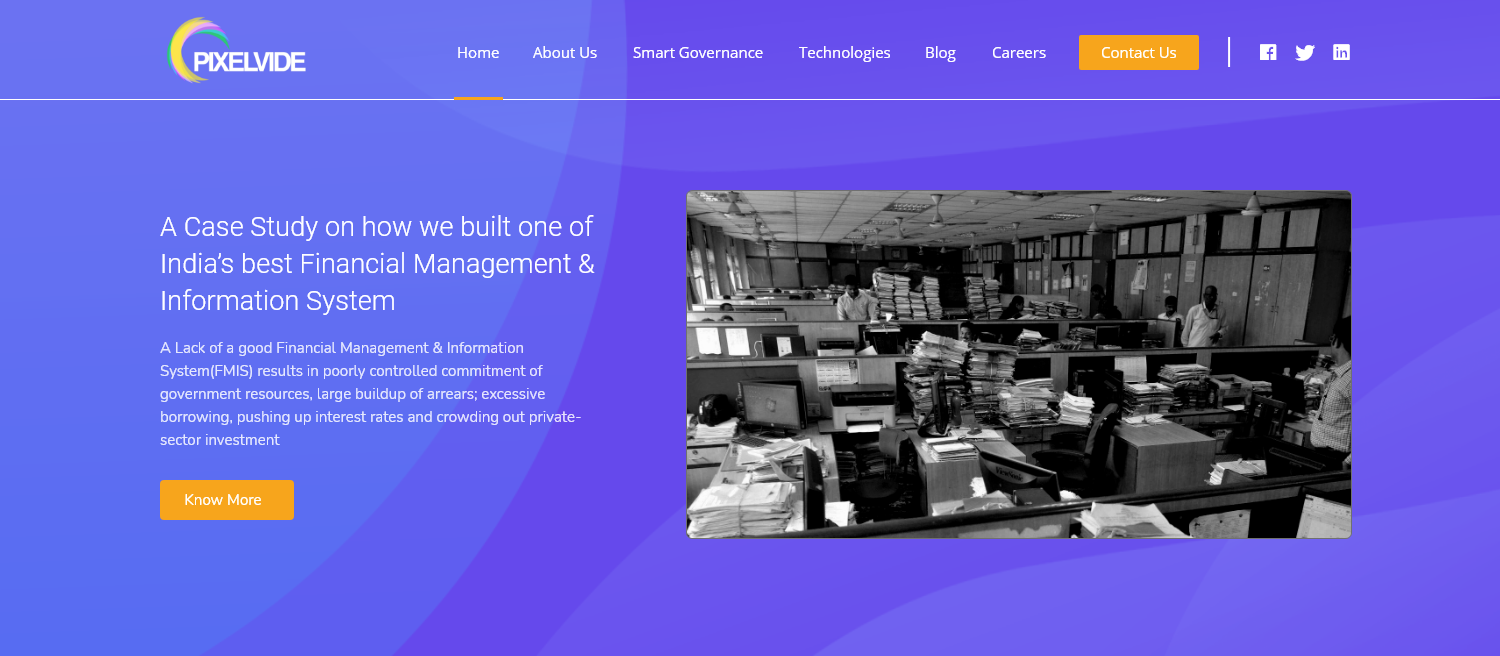 PIXELVIDE
Home About Us Smart Governance Technologies Blog Careers Contact Us
A Case Study on how we built one of
India's best Financial Management &
Information System
A Lack of a good Financial Management & Information
System(FMIS) results in poorly controlled commitment of
government resources, large buildup of arrears; excessive
borrowing, pushing up interest rates and crowding out private-
sector investment
Know More
ViewSonic